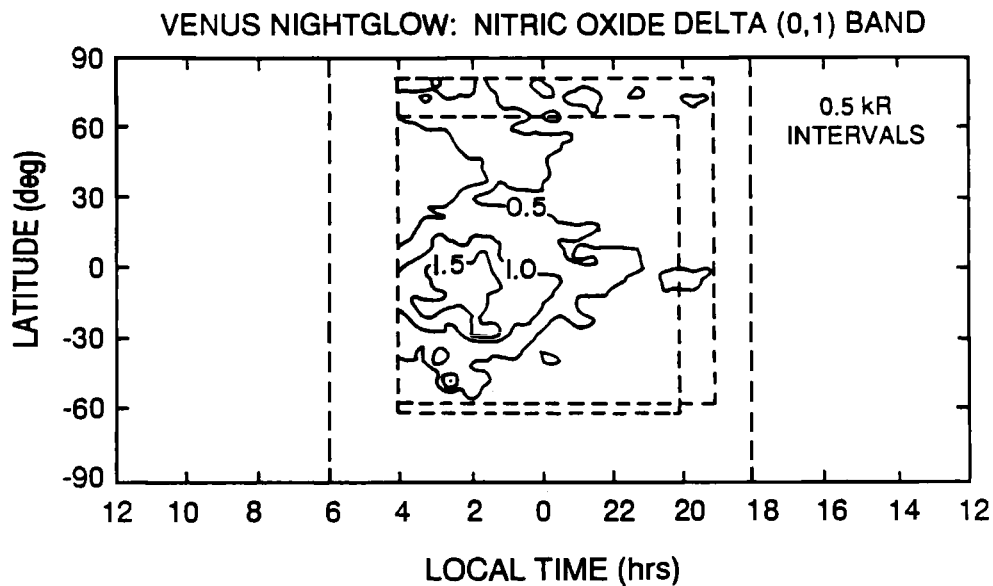 VENUS NIGHTGLOW: NITRIC OXIDE DELTA (0,1) BAND
90
60
30
0
-30
-60
-90
LATITUDE (deg)
0.5 kR
INTERVALS
0.5
1.5
1.0
12 10 8 6 4 2 0 22 20 18 16 14 12
LOCAL TIME (hrs)